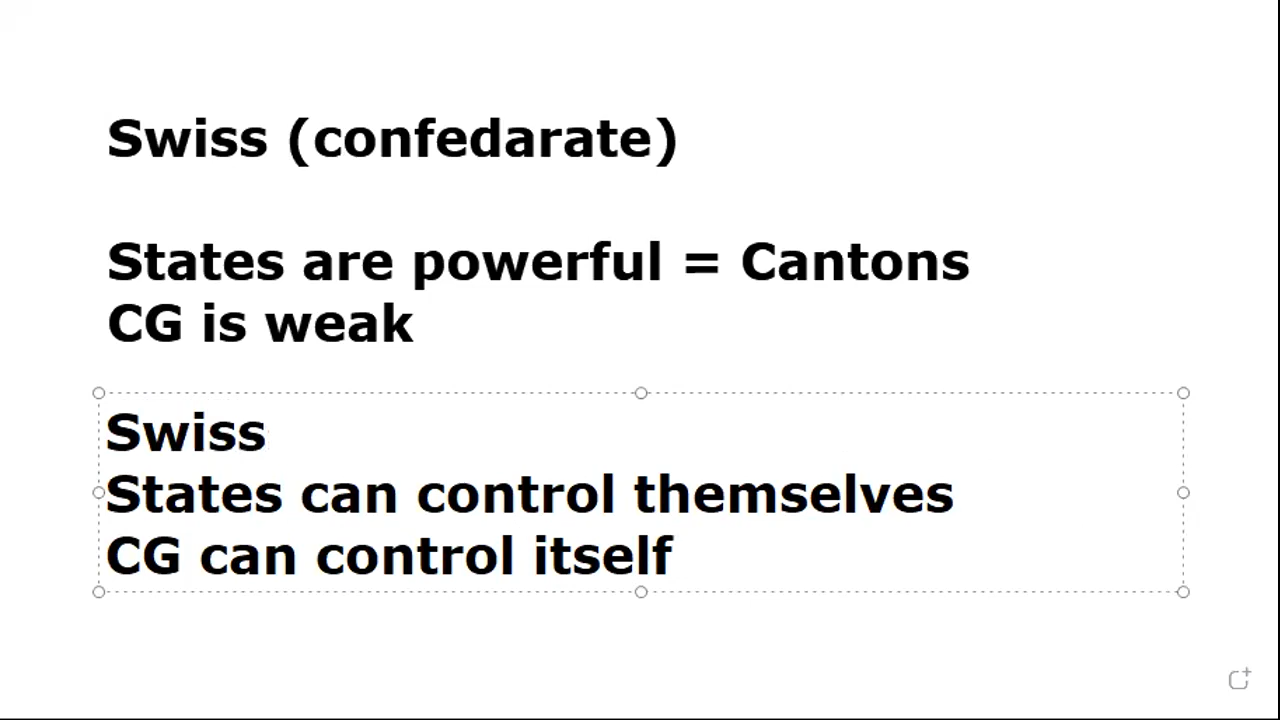 Swiss (confedarate)
States are powerful = Cantons
CG is weak
Swiss
States can control themselves
CG can control itself